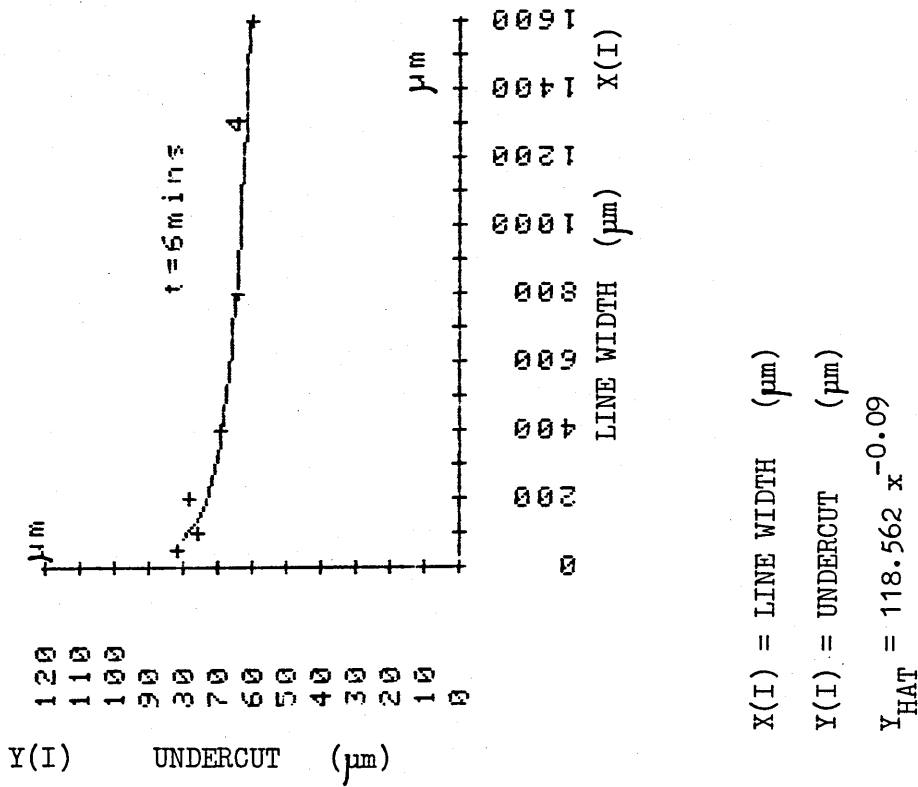 Y(I) UNDERCUT (µm)
120
110
100
90
80
70
60
50
40
30
20
10
0
µm
t=6mins
4
µm
0
200
400
600
800
1000
1200
1400
1600
LINE WIDTH (µm) X(I)
X(I) = LINE WIDTH (µm)
Y(I) = UNDERCUT (µm)
Y_HAT = 118.562 x^-0.09